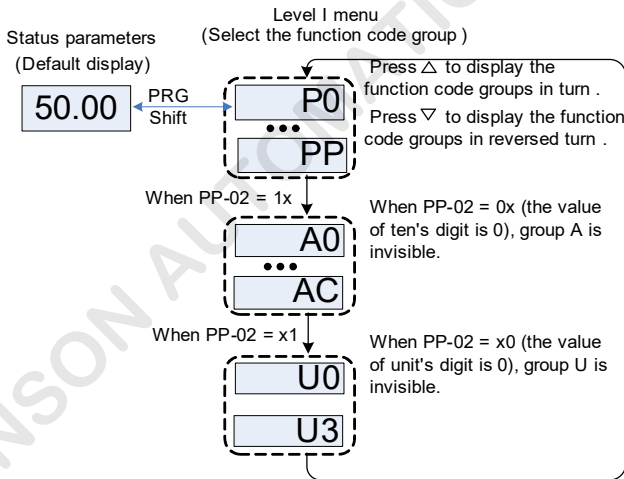 Level I menu
(Select the function code group )
Status parameters
(Default display)
50.00
PRG
Shift
P0
PP
Press △ to display the
function code groups in turn .
Press ▽ to display the function
code groups in reversed turn .
When PP-02 = 1x
A0
AC
When PP-02 = 0x (the value
of ten's digit is 0), group A is
invisible.
When PP-02 = x1
U0
U3
When PP-02 = x0 (the value
of unit's digit is 0), group U is
invisible.
NSON AUTOMATIC